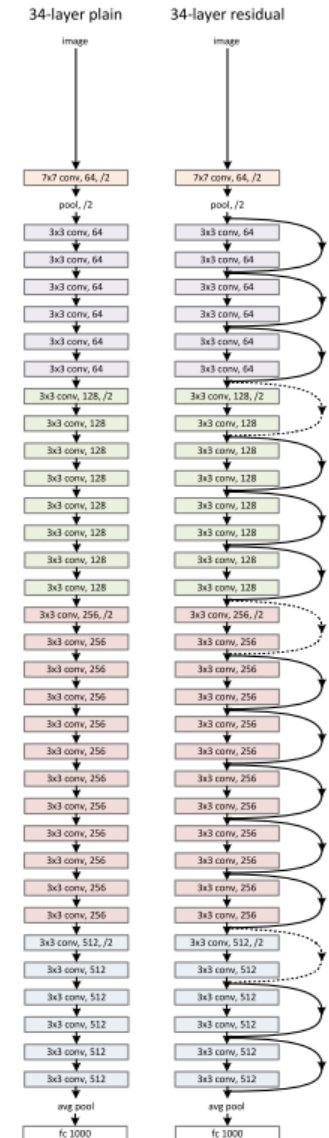 34-layer plain
image
7x7 conv, 64, /2
pool, /2
3x3 conv, 64
3x3 conv, 64
3x3 conv, 64
3x3 conv, 64
3x3 conv, 64
3x3 conv, 64
3x3 conv, 128, /2
3x3 conv, 128
3x3 conv, 128
3x3 conv, 128
3x3 conv, 128
3x3 conv, 128
3x3 conv, 128
3x3 conv, 128
3x3 conv, 256, /2
3x3 conv, 256
3x3 conv, 256
3x3 conv, 256
3x3 conv, 256
3x3 conv, 256
3x3 conv, 256
3x3 conv, 256
3x3 conv, 256
3x3 conv, 256
3x3 conv, 256
3x3 conv, 256
3x3 conv, 512, /2
3x3 conv, 512
3x3 conv, 512
3x3 conv, 512
3x3 conv, 512
3x3 conv, 512
avg pool
fc 1000
34-layer residual
image
7x7 conv, 64, /2
pool, /2
3x3 conv, 64
3x3 conv, 64
3x3 conv, 64
3x3 conv, 64
3x3 conv, 64
3x3 conv, 64
3x3 conv, 128, /2
3x3 conv, 128
3x3 conv, 128
3x3 conv, 128
3x3 conv, 128
3x3 conv, 128
3x3 conv, 128
3x3 conv, 128
3x3 conv, 256, /2
3x3 conv, 256
3x3 conv, 256
3x3 conv, 256
3x3 conv, 256
3x3 conv, 256
3x3 conv, 256
3x3 conv, 256
3x3 conv, 256
3x3 conv, 256
3x3 conv, 256
3x3 conv, 256
3x3 conv, 512, /2
3x3 conv, 512
3x3 conv, 512
3x3 conv, 512
3x3 conv, 512
3x3 conv, 512
avg pool
fc 1000